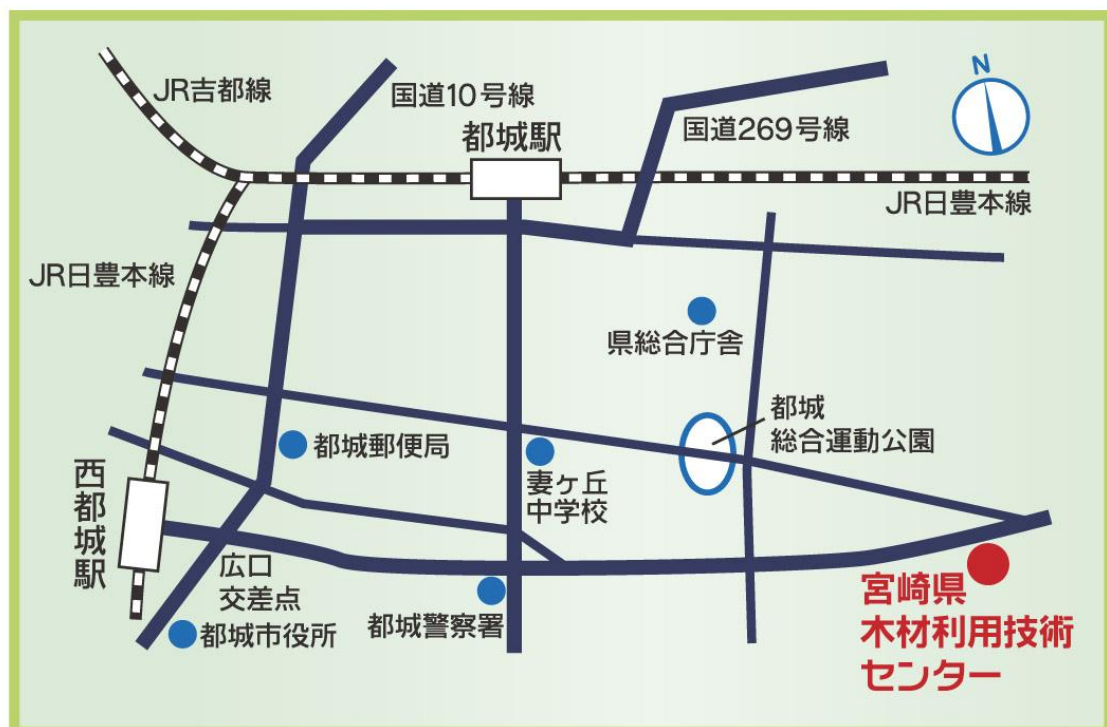 N
JR吉都線
国道10号線
都城駅
国道269号線
JR日豊本線
JR日豊本線
県総合庁舎
都城
総合運動公園
都城郵便局
妻ヶ丘
中学校
西都城駅
広口
交差点
都城市役所
都城警察署
宮崎県
木材利用技術
センター